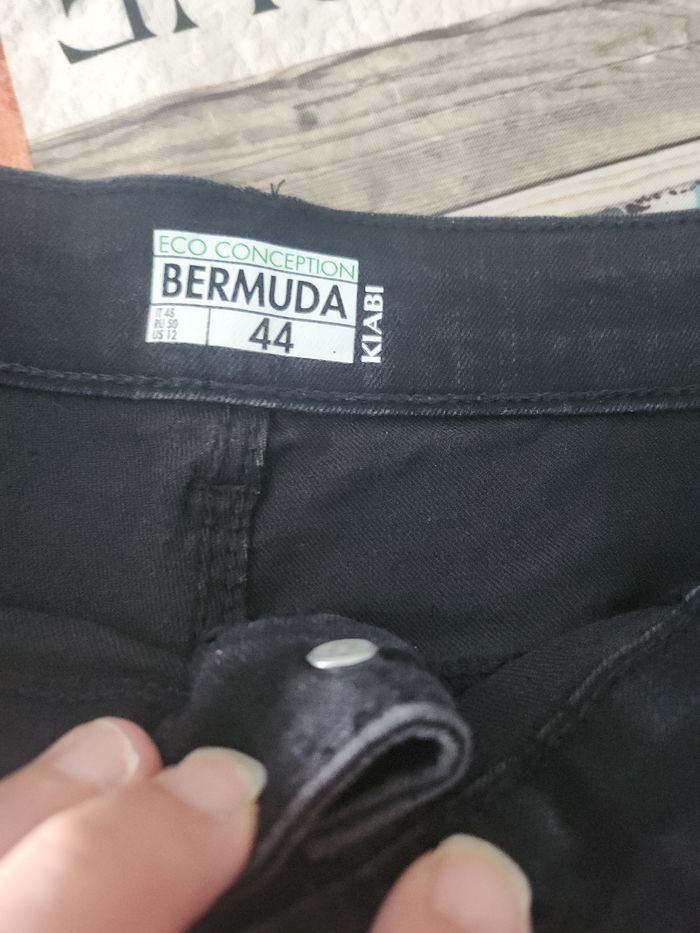 ECO CONCEPTION
BERMUDA
IT 48
RU 50
US 12
44
KIABI